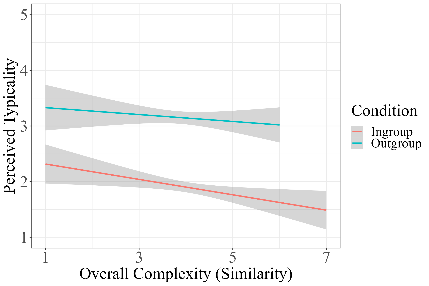 5
4
3
2
1
Perceived Typicality
1 3 5 7
Overall Complexity (Similarity)
Condition
Ingroup
Outgroup